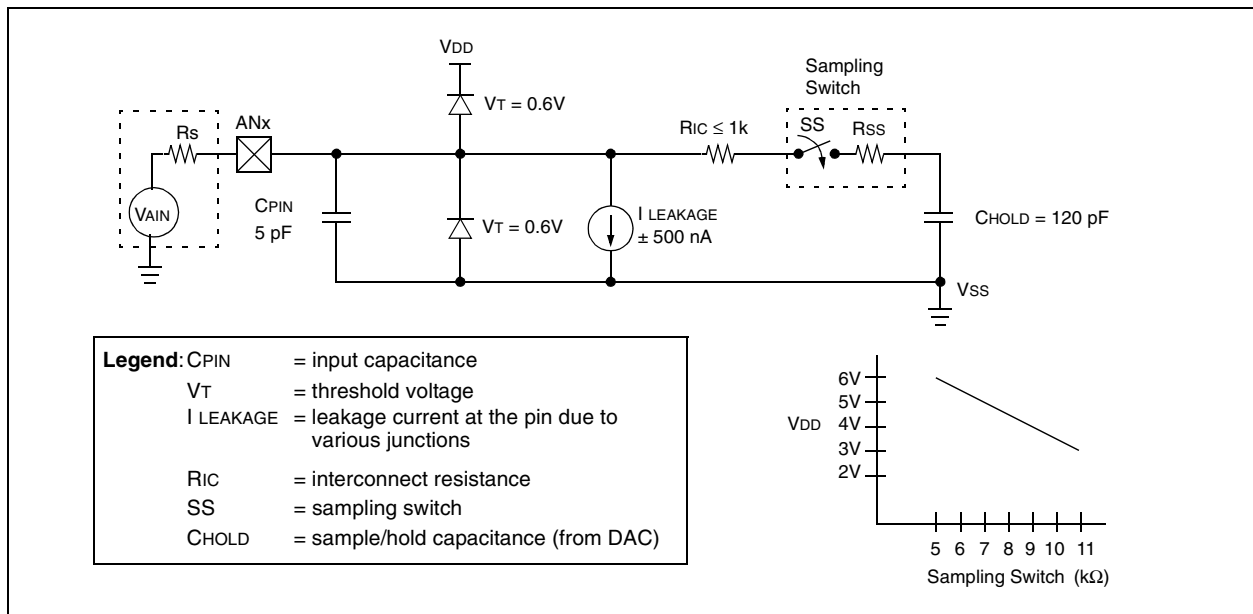 VDD
Sampling
Switch
VT = 0.6V
ANx
Rs
RIC ≤ 1k
SS
RSS
VAIN
CPIN
5 pF
VT = 0.6V
I LEAKAGE
± 500 nA
CHOLD = 120 pF
VSS
Legend: CPIN = input capacitance
VT = threshold voltage
I LEAKAGE = leakage current at the pin due to
various junctions
RIC = interconnect resistance
SS = sampling switch
CHOLD = sample/hold capacitance (from DAC)
6V
5V
VDD 4V
3V
2V
5 6 7 8 9 10 11
Sampling Switch (kΩ)